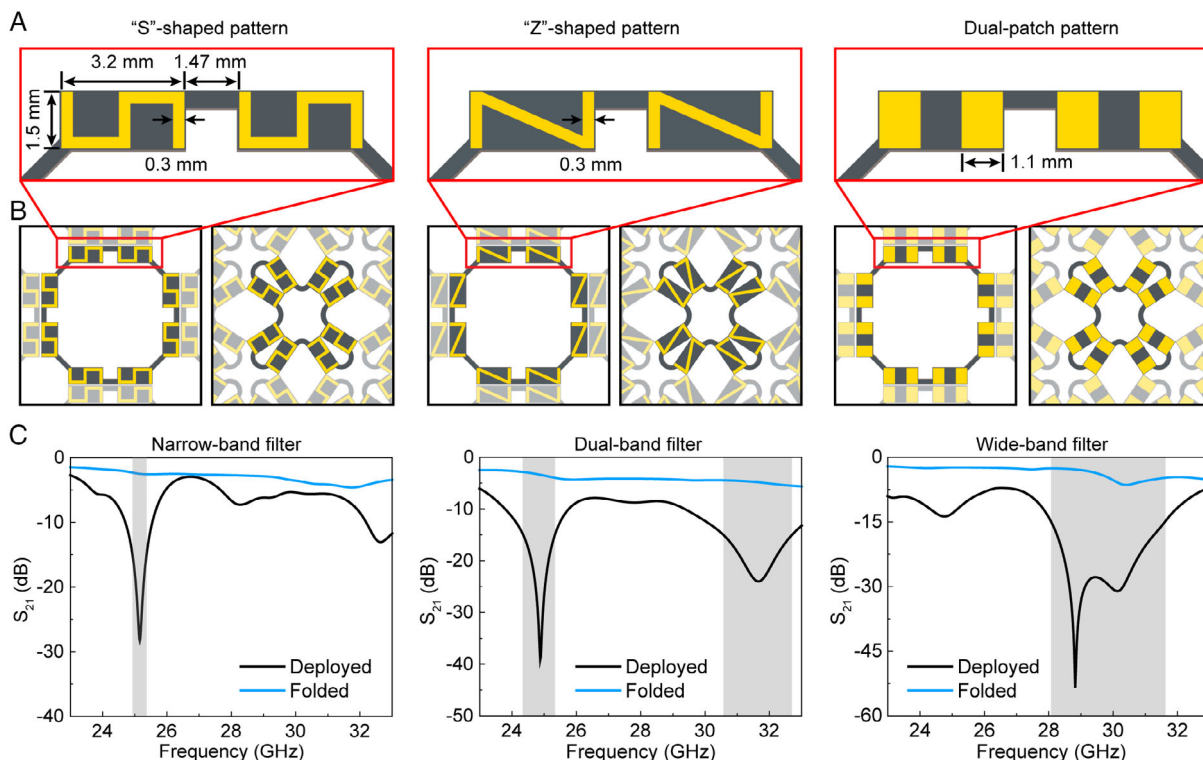 A
"S"-shaped pattern
"Z"-shaped pattern
Dual-patch pattern
3.2 mm
1.47 mm
1.5 mm
0.3 mm
0.3 mm
1.1 mm
B
C
Narrow-band filter
0
-10
-20
-30
-40
S21 (dB)
Deployed
Folded
24 26 28 30 32
Frequency (GHz)
Dual-band filter
0
-10
-20
-30
-40
-50
S21 (dB)
Deployed
Folded
24 26 28 30 32
Frequency (GHz)
Wide-band filter
0
-15
-30
-45
-60
S21 (dB)
Deployed
Folded
24 26 28 30 32
Frequency (GHz)